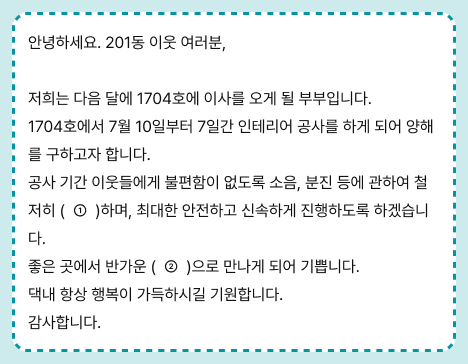 안녕하세요. 201동 이웃 여러분,
저희는 다음 달에 1704호에 이사를 오게 될 부부입니다.
1704호에서 7월 10일부터 7일간 인테리어 공사를 하게 되어 양해
를 구하고자 합니다.
공사 기간 이웃들에게 불편함이 없도록 소음, 분진 등에 관하여 철
저히 ( ① )하며, 최대한 안전하고 신속하게 진행하도록 하겠습니
다.
좋은 곳에서 반가운 ( ② )으로 만나게 되어 기쁩니다.
댁내 항상 행복이 가득하시길 기원합니다.
감사합니다.